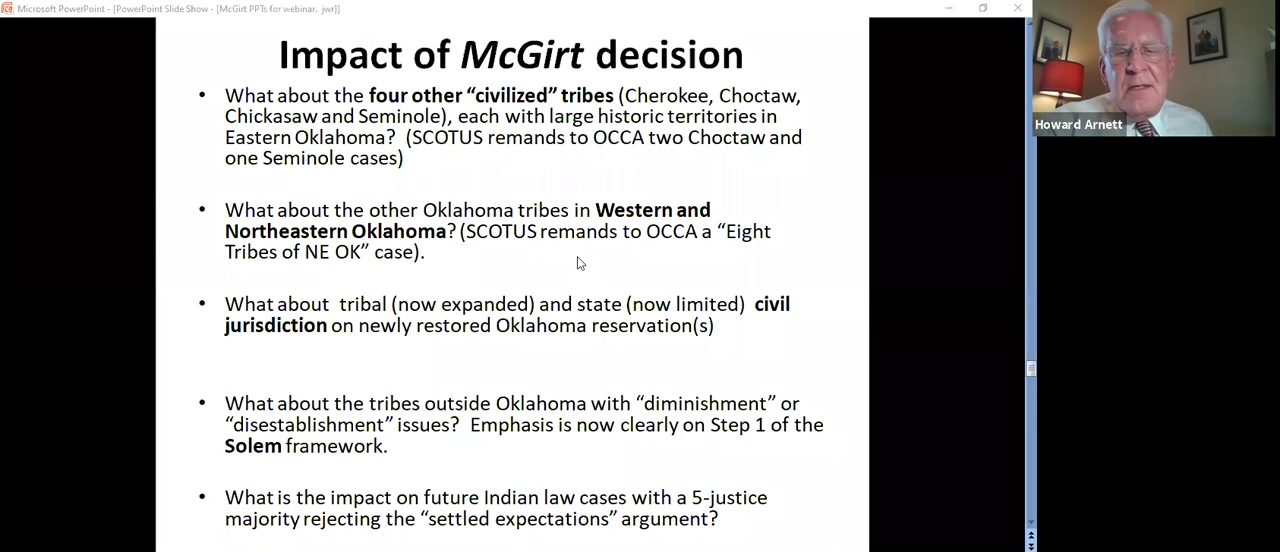 Microsoft PowerPoint - [PowerPoint Slide Show - [McGirt PPTs for webinar. jwr]]
Impact of McGirt decision
• What about the four other “civilized” tribes (Cherokee, Choctaw,
Chickasaw and Seminole), each with large historic territories in
Eastern Oklahoma? (SCOTUS remands to OCCA two Choctaw and
one Seminole cases)
• What about the other Oklahoma tribes in Western and
Northeastern Oklahoma? (SCOTUS remands to OCCA a “Eight
Tribes of NE OK” case).
• What about tribal (now expanded) and state (now limited) civil
jurisdiction on newly restored Oklahoma reservation(s)
• What about the tribes outside Oklahoma with “diminishment” or
“disestablishment” issues? Emphasis is now clearly on Step 1 of the
Solem framework.
• What is the impact on future Indian law cases with a 5-justice
majority rejecting the “settled expectations” argument?
Howard Arnett